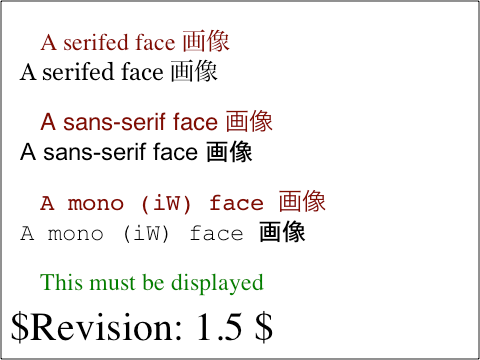 A serifed face 画像
A serifed face 画像
A sans-serif face 画像
A sans-serif face 画像
A mono (iW) face 画像
A mono (iW) face 画像
This must be displayed
$Revision: 1.5 $